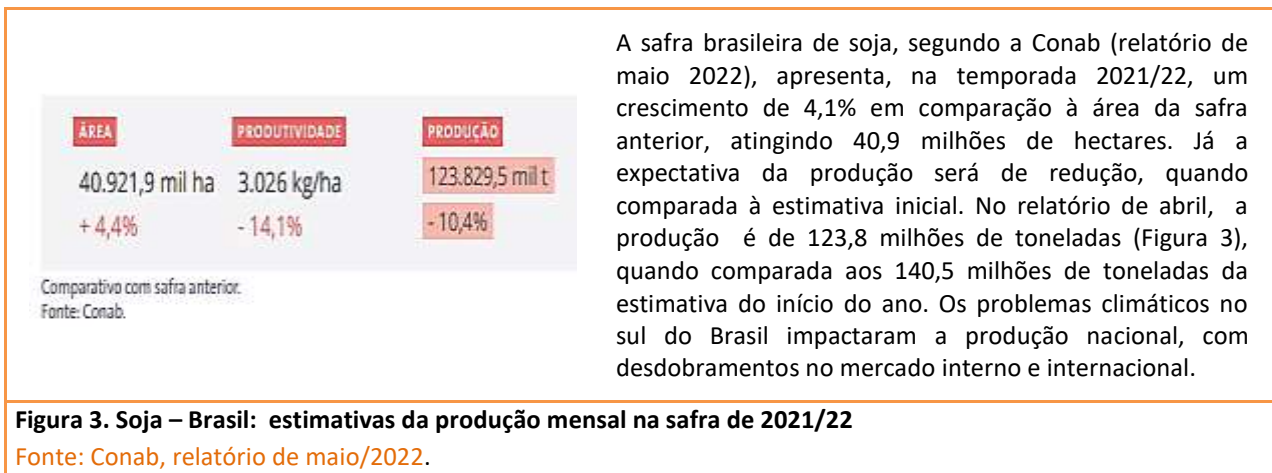 ÁREA
PRODUTIVIDADE
PRODUÇÃO
40.921,9 mil ha
3.026 kg/ha
123.829,5 mil t
+ 4,4%
- 14,1%
- 10,4%
Comparativo com safra anterior.
Fonte: Conab.
A safra brasileira de soja, segundo a Conab (relatório de
maio 2022), apresenta, na temporada 2021/22, um
crescimento de 4,1% em comparação à área da safra
anterior, atingindo 40,9 milhões de hectares. Já a
expectativa da produção será de redução, quando
comparada à estimativa inicial. No relatório de abril, a
produção é de 123,8 milhões de toneladas (Figura 3),
quando comparada aos 140,5 milhões de toneladas da
estimativa do início do ano. Os problemas climáticos no
sul do Brasil impactaram a produção nacional, com
desdobramentos no mercado interno e internacional.
Figura 3. Soja – Brasil: estimativas da produção mensal na safra de 2021/22
Fonte: Conab, relatório de maio/2022.